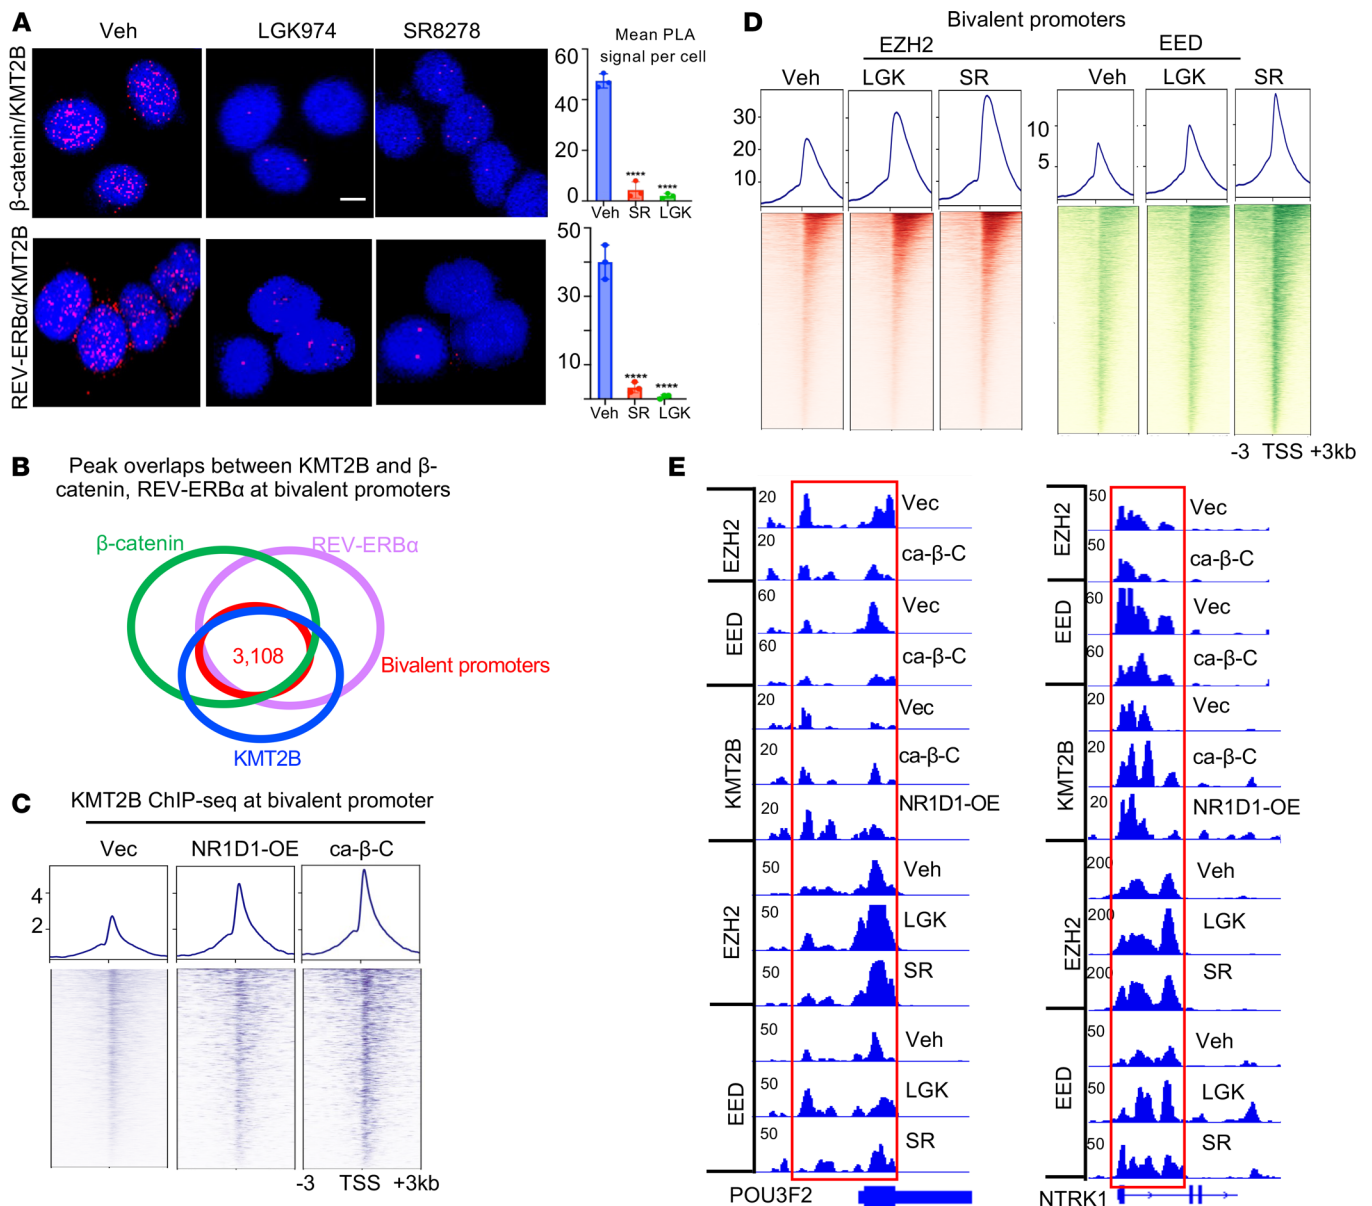 A
Veh
LGK974
SR8278
β-catenin/KMT2B
REV-ERBα/KMT2B
Mean PLA
signal per cell
60
40
20
0
****
****
Veh
SR
LGK
50
30
10
****
****
Veh
SR
LGK
B
Peak overlaps between KMT2B and β-
catenin, REV-ERBα at bivalent promoters
β-catenin
REV-ERBα
3,108
Bivalent promoters
KMT2B
C
KMT2B ChIP-seq at bivalent promoter
Vec
NR1D1-OE
ca-β-C
4
2
-3 TSS +3kb
D
Bivalent promoters
EZH2
EED
Veh
LGK
SR
Veh
LGK
SR
30
20
10
10
5
-3 TSS +3kb
E
EZH2
20
Vec
20
ca-β-C
EED
60
Vec
60
ca-β-C
KMT2B
20
Vec
20
ca-β-C
20
NR1D1-OE
EZH2
50
Veh
50
LGK
50
SR
EED
50
Veh
50
LGK
50
SR
POU3F2
EZH2
50
Vec
50
ca-β-C
EED
60
Vec
60
ca-β-C
KMT2B
20
Vec
20
ca-β-C
20
NR1D1-OE
EZH2
200
Veh
200
LGK
200
SR
EED
50
Veh
50
LGK
50
SR
NTRK1